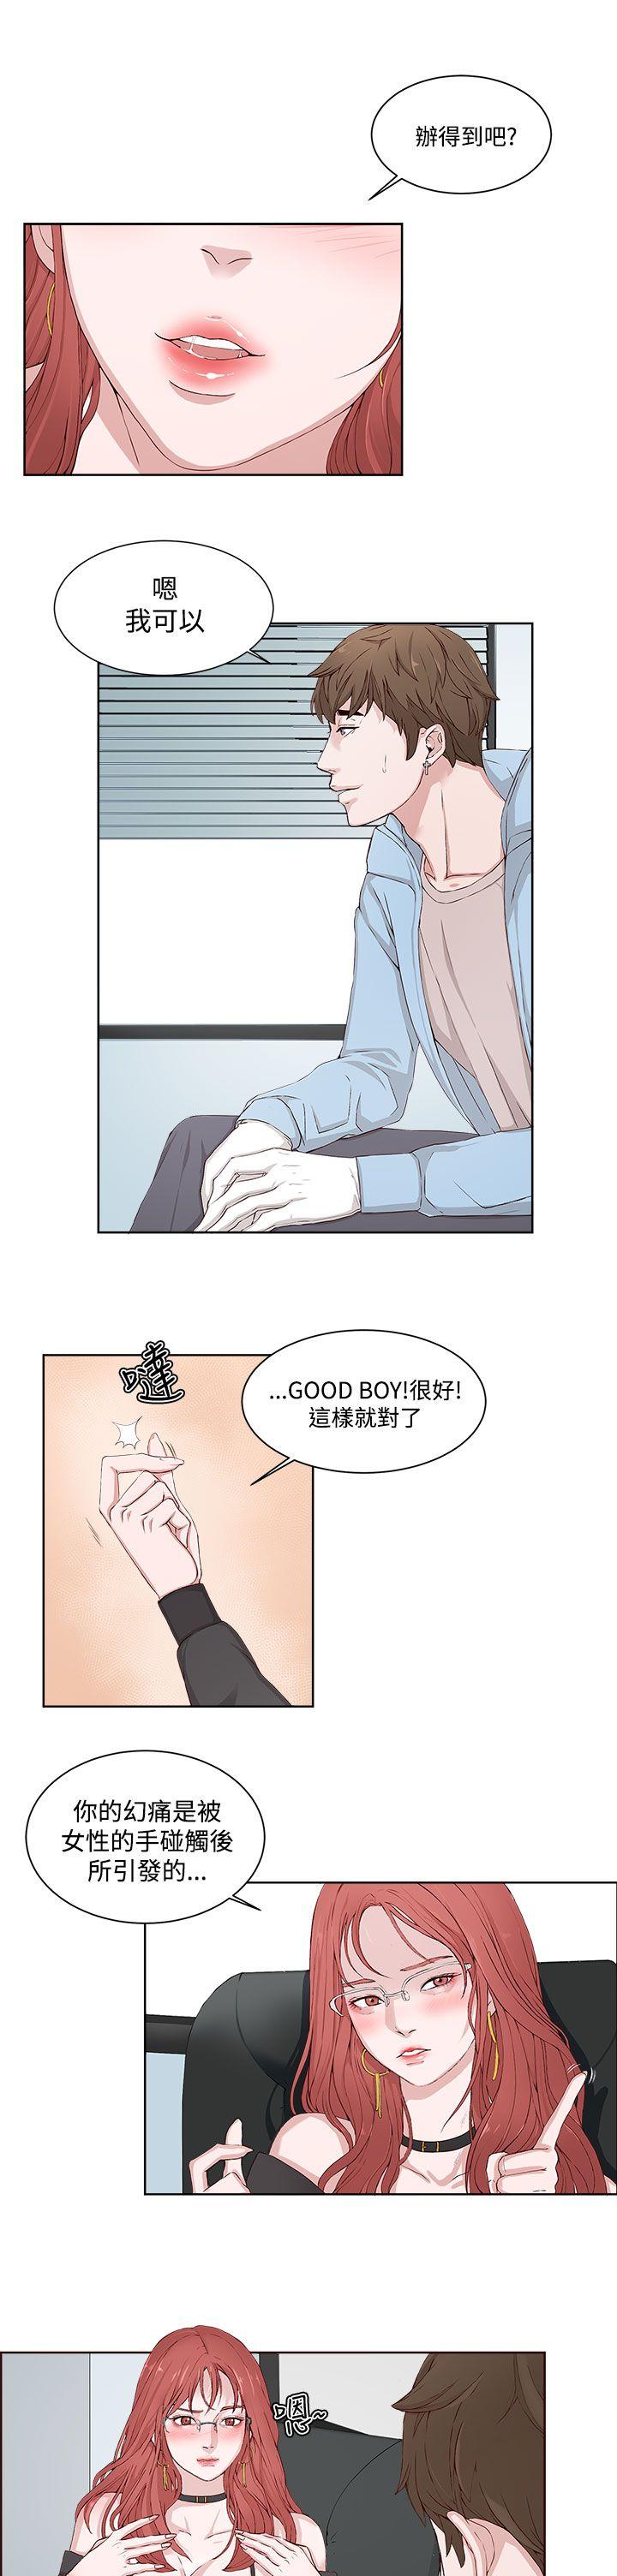 辦得到吧?
嗯
我可以
噠
...GOOD BOY!很好!
這樣就對了
你的幻痛是被
女性的手碰觸後
所引發的...
嗯~